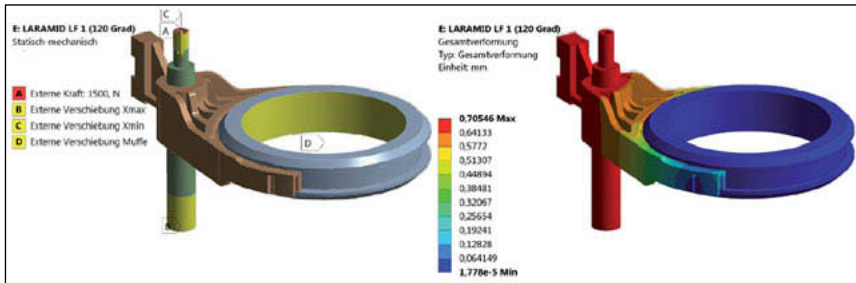 C
E: LARAMID LF 1 (120 Grad)
A
Statisch-mechanisch
A Externe Kraft: 1500, N
B Externe Verschiebung Xmax
C Externe Verschiebung Xmin
D Externe Verschiebung Muffe
D
B
E: LARAMID LF 1 (120 Grad)
Gesamtverformung
Typ: Gesamtverformung
Einheit: mm
0,70546 Max
0,64133
0,5772
0,51307
0,44894
0,38481
0,32067
0,25654
0,19241
0,12828
0,064149
1,778e-5 Min